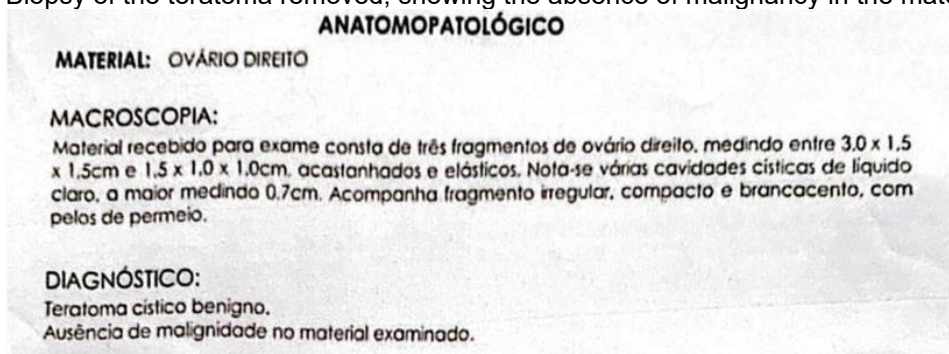 Biopsy of the teratoma removed, showing the absence of malignancy in the mate
ANATOMOPATOLÓGICO
MATERIAL: OVÁRIO DIREITO
MACROSCOPIA:
Material recebido para exame consta de três fragmentos de ovário direito, medindo entre 3.0 x 1.5
x 1.5cm e 1.5 x 1.0 x 1.0cm, acastanhados e elásticos. Nota-se várias cavidades císticas de líquido
claro, a maior medindo 0.7cm. Acompanha fragmento irregular, compacto e brancacento, com
pelos de permeio.
DIAGNÓSTICO:
Teratoma cístico benigno.
Ausência de malignidade no material examinado.